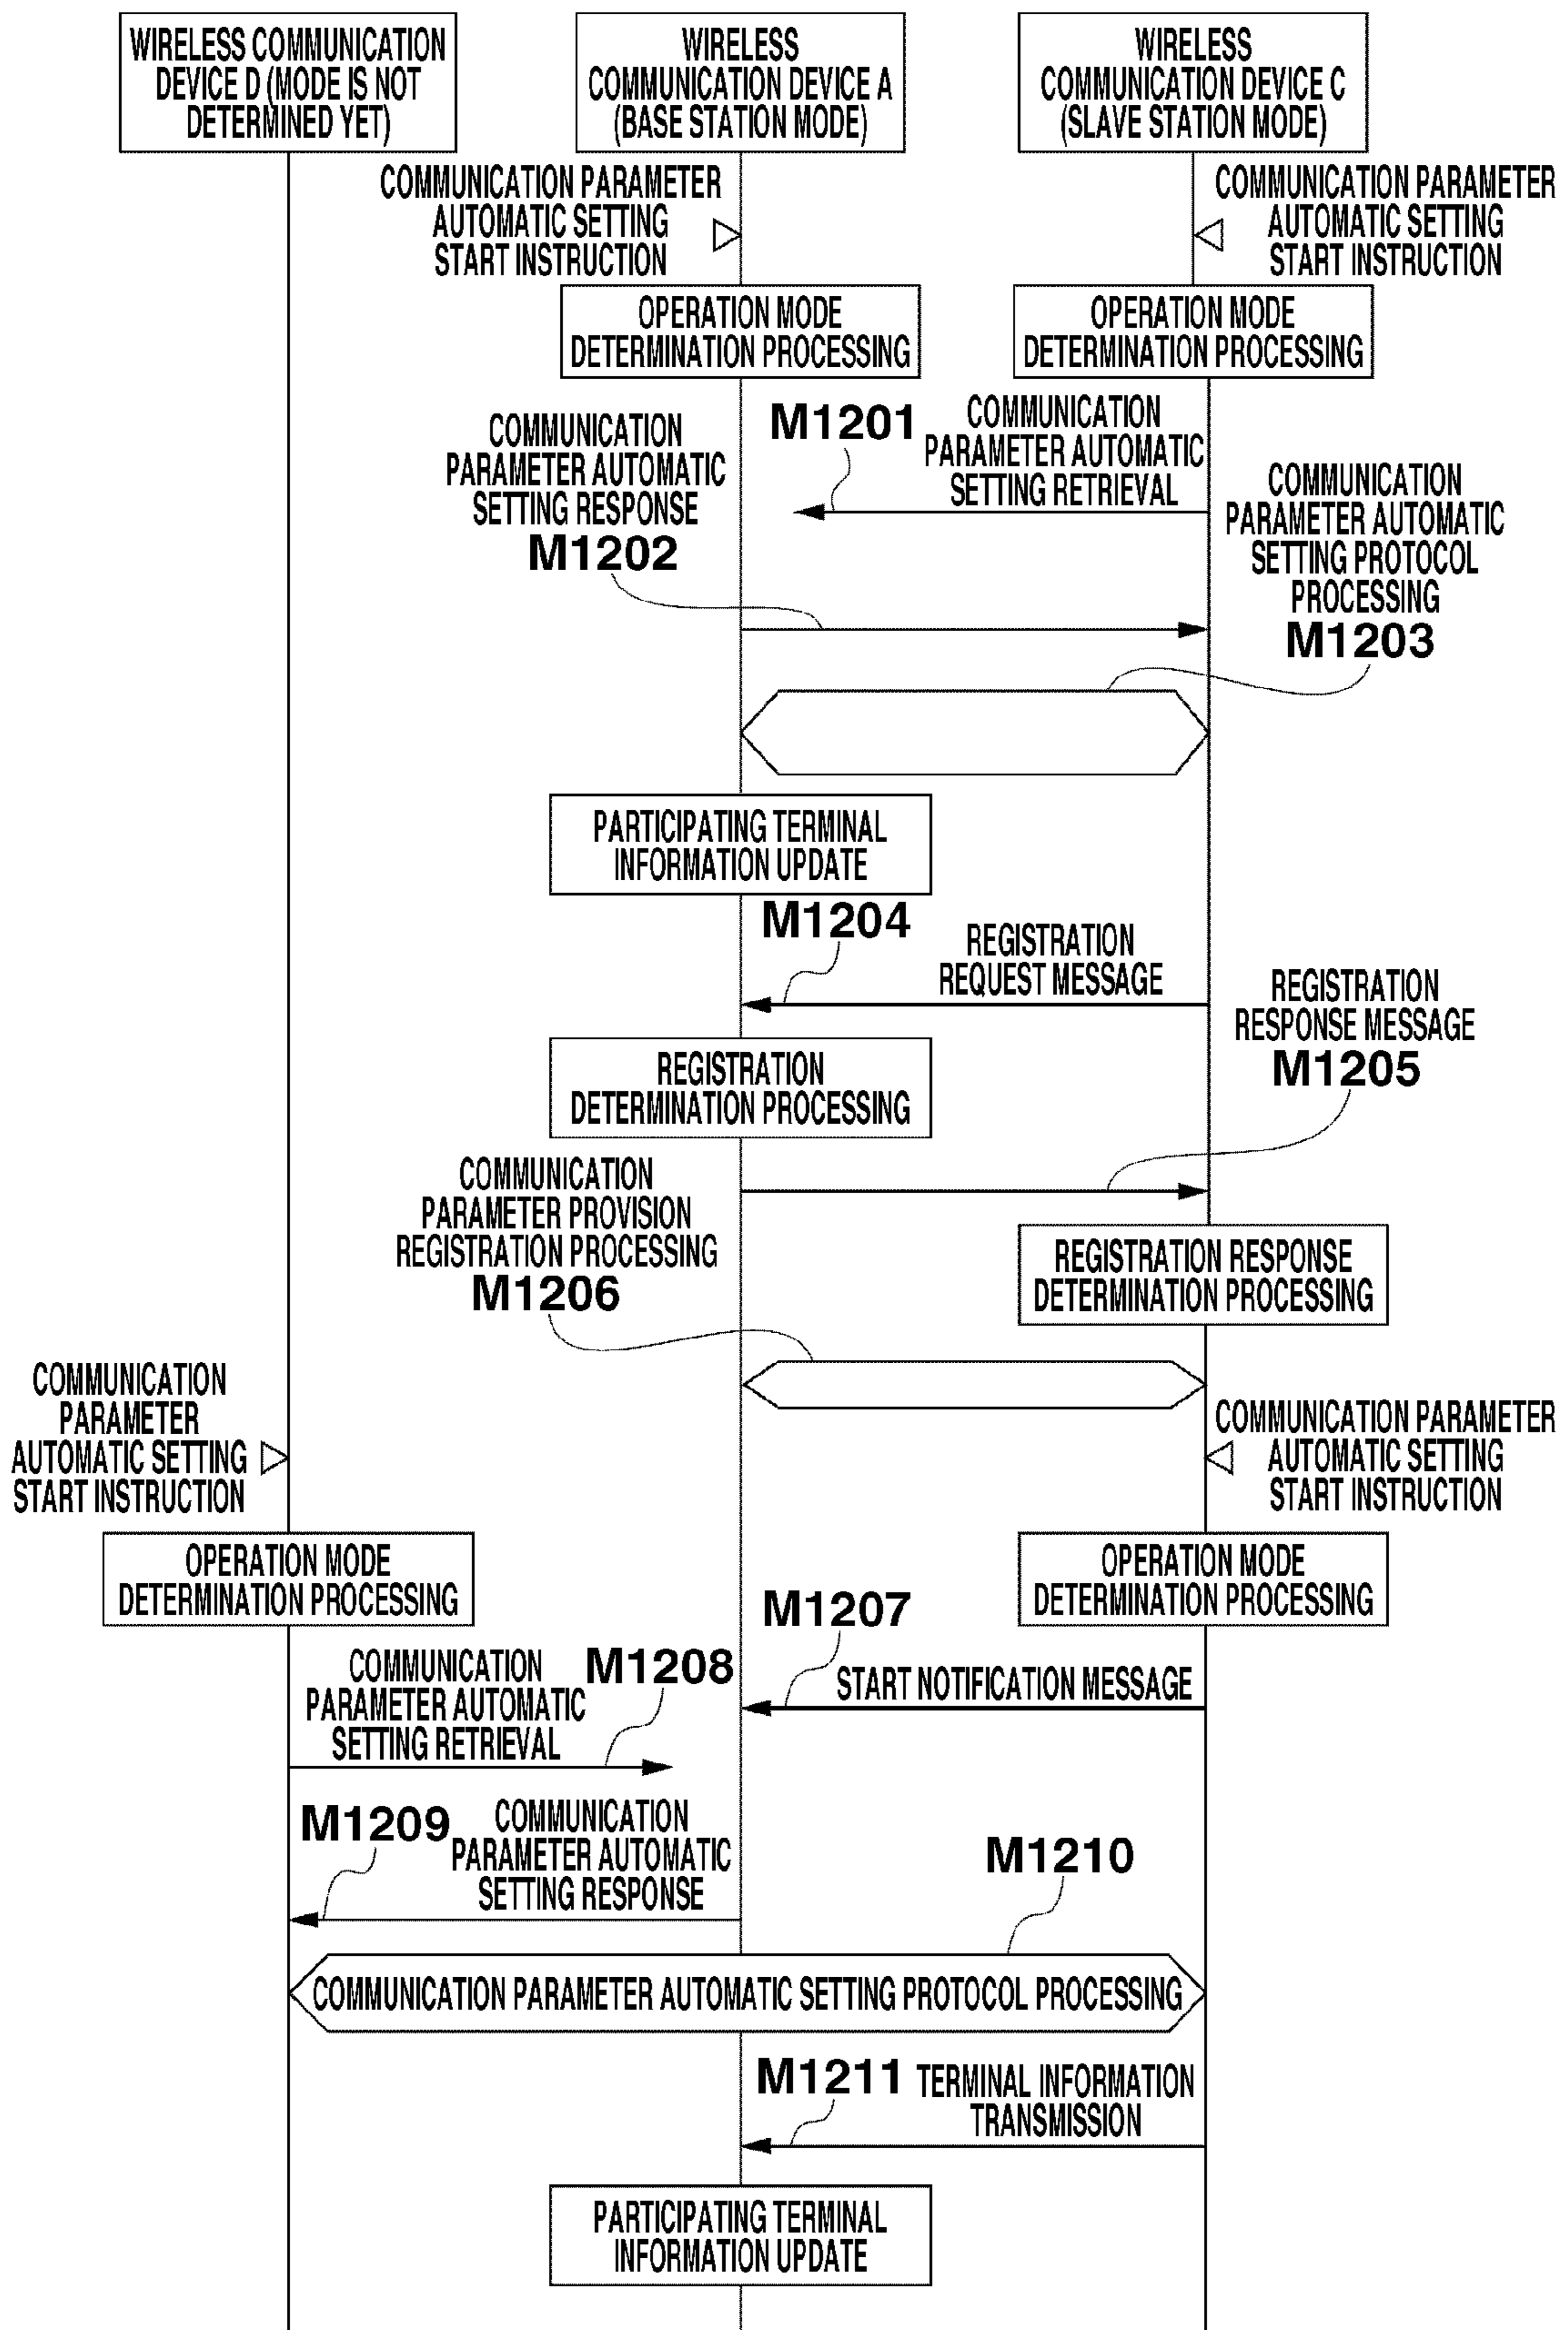 WIRELESS COMMUNICATION
DEVICE D (MODE IS NOT
DETERMINED YET)
WIRELESS
COMMUNICATION DEVICE A
(BASE STATION MODE)
WIRELESS
COMMUNICATION DEVICE C
(SLAVE STATION MODE)
COMMUNICATION PARAMETER
AUTOMATIC SETTING
START INSTRUCTION
COMMUNICATION PARAMETER
AUTOMATIC SETTING
START INSTRUCTION
OPERATION MODE
DETERMINATION PROCESSING
OPERATION MODE
DETERMINATION PROCESSING
M1201
COMMUNICATION
PARAMETER AUTOMATIC
SETTING RETRIEVAL
COMMUNICATION
PARAMETER AUTOMATIC
SETTING RESPONSE
M1202
COMMUNICATION
PARAMETER AUTOMATIC
SETTING PROTOCOL
PROCESSING
M1203
PARTICIPATING TERMINAL
INFORMATION UPDATE
M1204
REGISTRATION
REQUEST MESSAGE
REGISTRATION
RESPONSE MESSAGE
M1205
REGISTRATION
DETERMINATION PROCESSING
COMMUNICATION
PARAMETER PROVISION
REGISTRATION PROCESSING
M1206
REGISTRATION RESPONSE
DETERMINATION PROCESSING
COMMUNICATION
PARAMETER
AUTOMATIC SETTING
START INSTRUCTION
COMMUNICATION PARAMETER
AUTOMATIC SETTING
START INSTRUCTION
OPERATION MODE
DETERMINATION PROCESSING
OPERATION MODE
DETERMINATION PROCESSING
M1207
START NOTIFICATION MESSAGE
COMMUNICATION
PARAMETER AUTOMATIC
SETTING RETRIEVAL
M1208
M1209
COMMUNICATION
PARAMETER AUTOMATIC
SETTING RESPONSE
M1210
COMMUNICATION PARAMETER AUTOMATIC SETTING PROTOCOL PROCESSING
M1211
TERMINAL INFORMATION
TRANSMISSION
PARTICIPATING TERMINAL
INFORMATION UPDATE